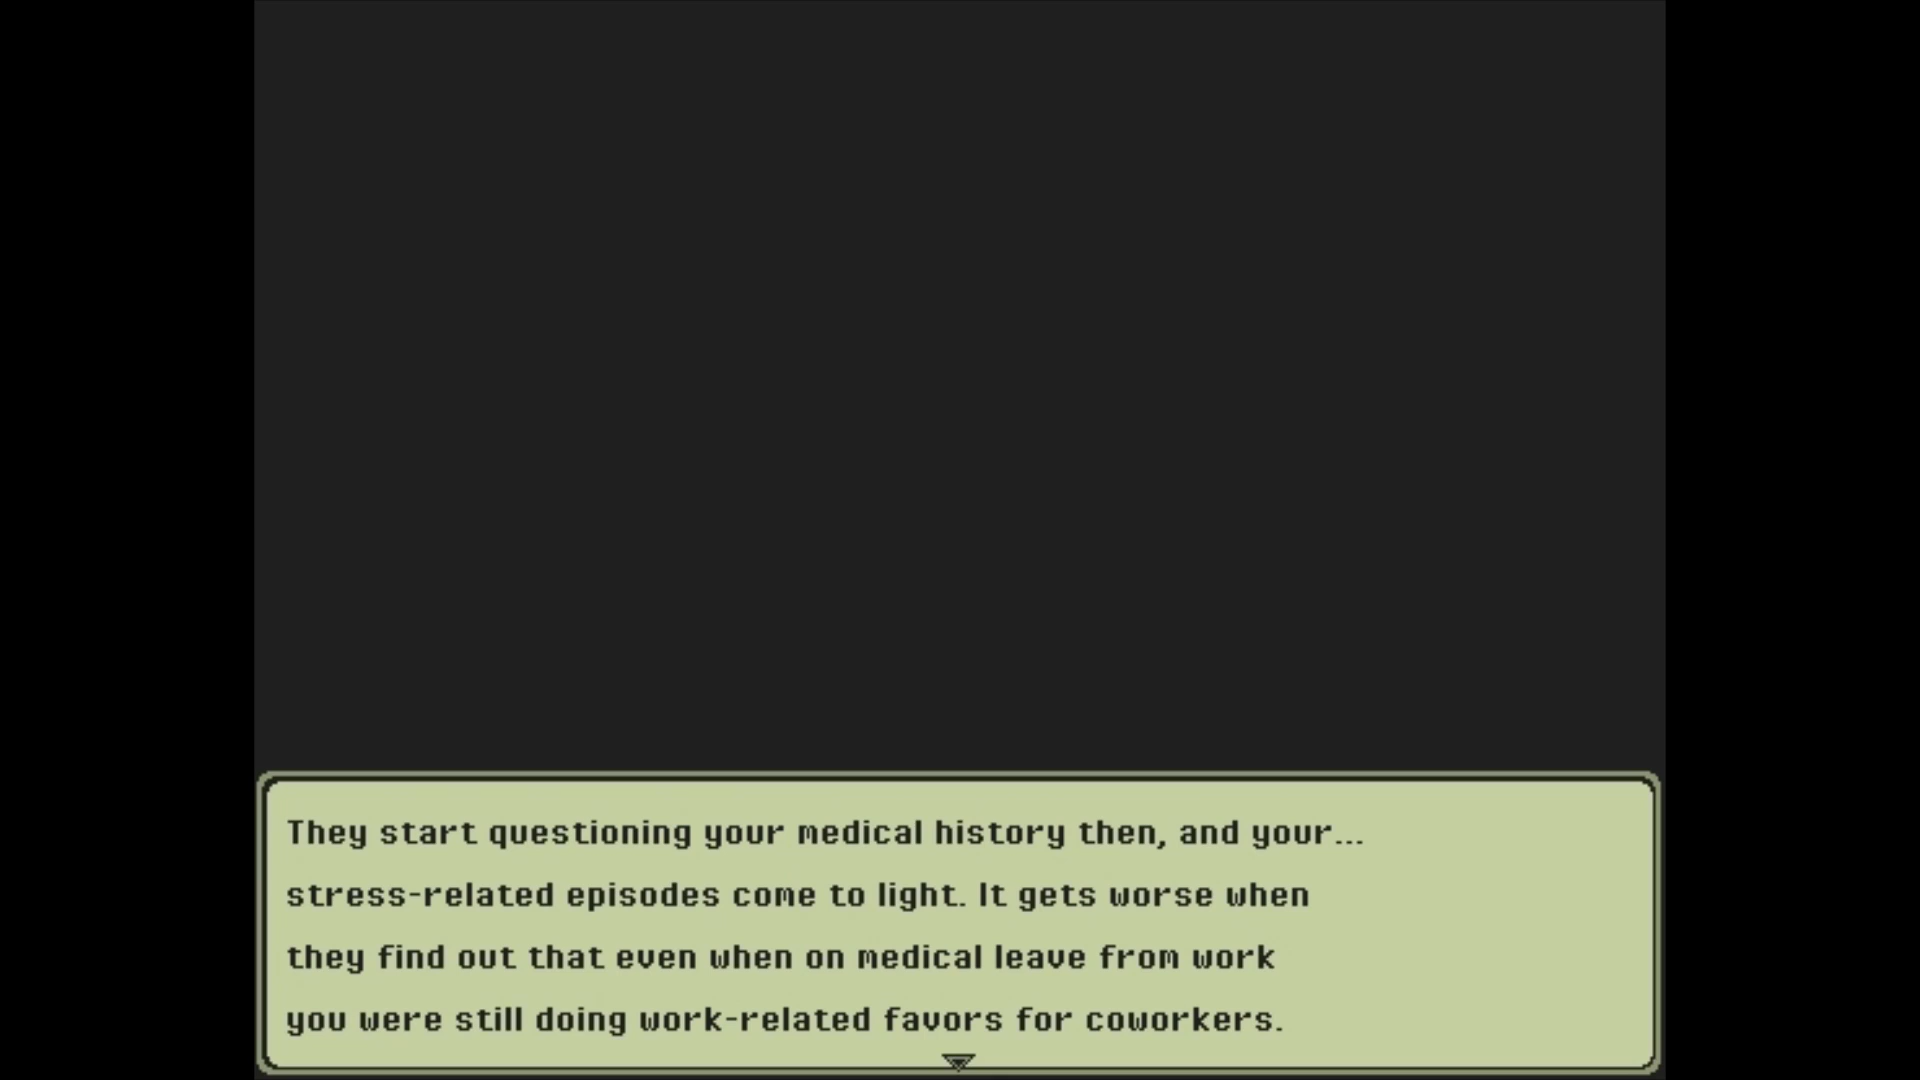 They start questioning your medical history then, and your...
stress-related episodes come to light. It gets worse when
they find out that even when on medical leave from work
you were still doing work-related favors for coworkers.